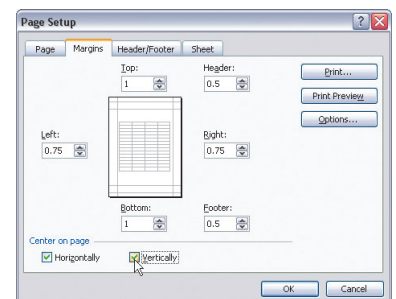 Page Setup
Page Margins Header/Footer Sheet
Top: Header:
1 0.5
Print...
Print Preview
Options...
Left: Right:
0.75 0.75
Bottom: Footer:
1 0.5
Center on page
Horizontally Vertically
OK Cancel